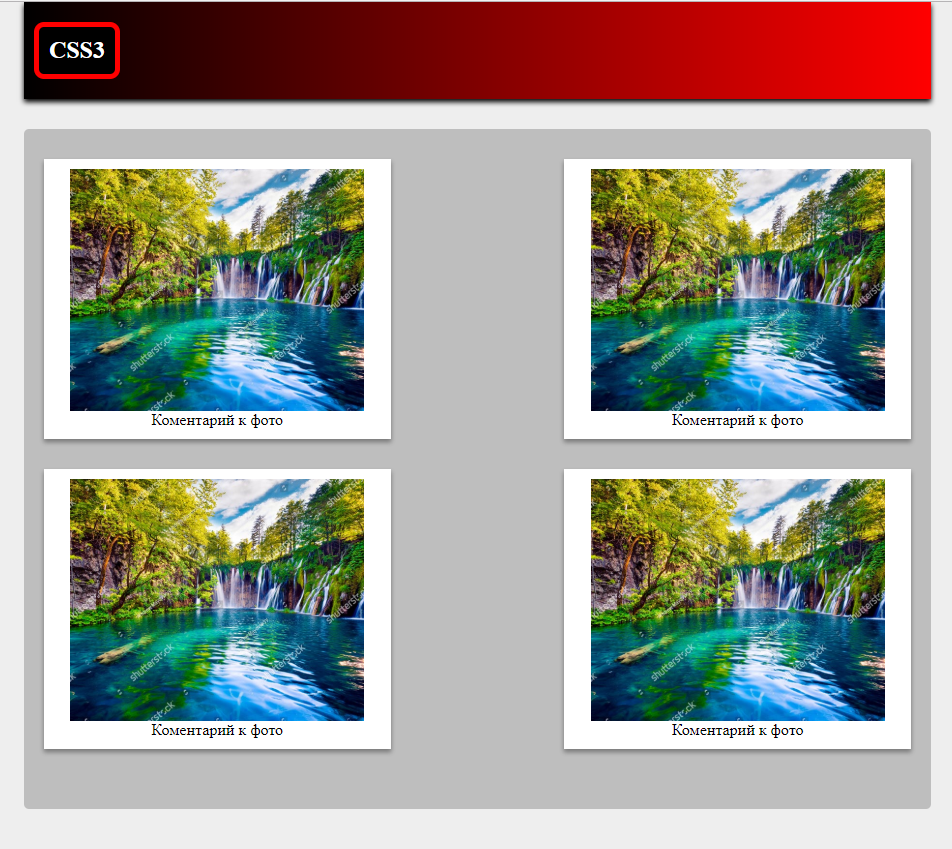 CSS3
shutterstock
shutterstock
Коментарий к фото
Коментарий к фото
shutterstock
shutterstock
Коментарий к фото
Коментарий к фото